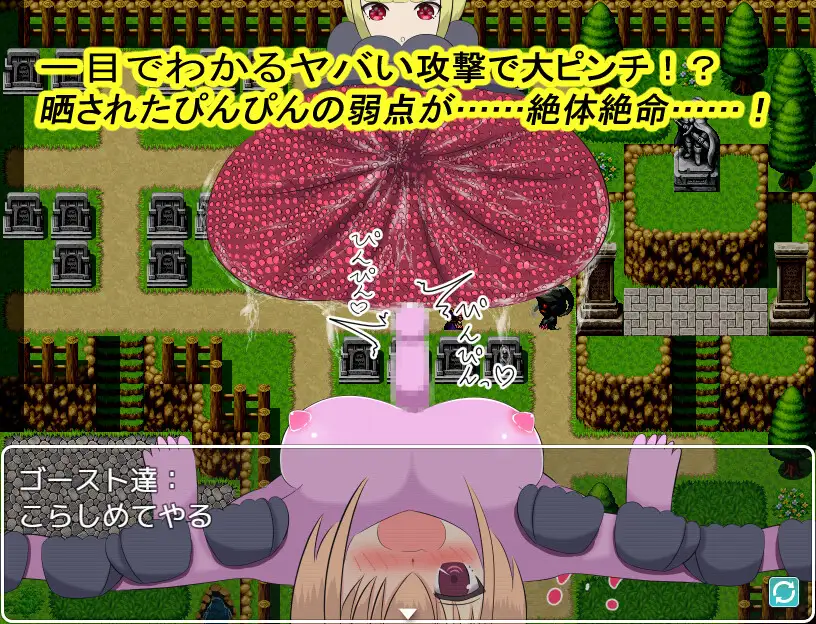 一目でわかるヤバい攻撃で大ピンチ！？
晒されたぴんぴんの弱点が……絶体絶命……！
ぴんぴん♡
ぴんぴんっ♡
ゴースト達：
こらしめてやる